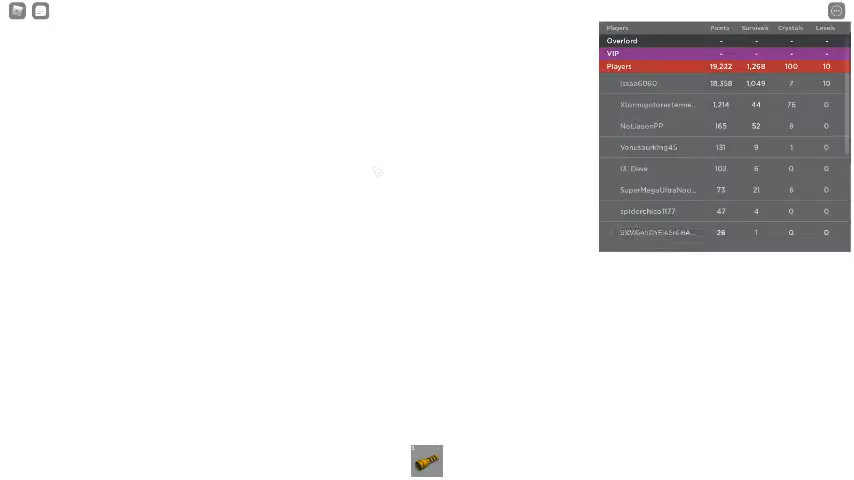 Players Points Survivals Crystals Levels
Overlord - - - -
VIP - - - -
Players 19,222 1,268 100 10
Issaa6060 18,358 1,049 7 10
1,214 44 76 0
NotJasonPP 165 52 8 0
Venusaurking45 131 9 1 0
I3_Dave 102 6 0 0
SuperMegaUltraNoo... 73 21 6 0
spiderchico1177 47 4 0 0
26 1 0 0